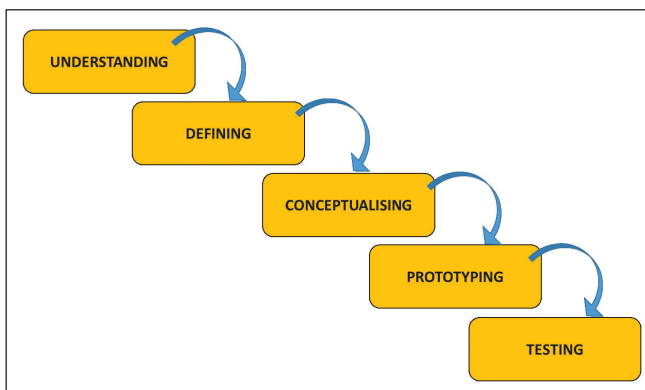 UNDERSTANDING
DEFINING
CONCEPTUALISING
PROTOTYPING
TESTING